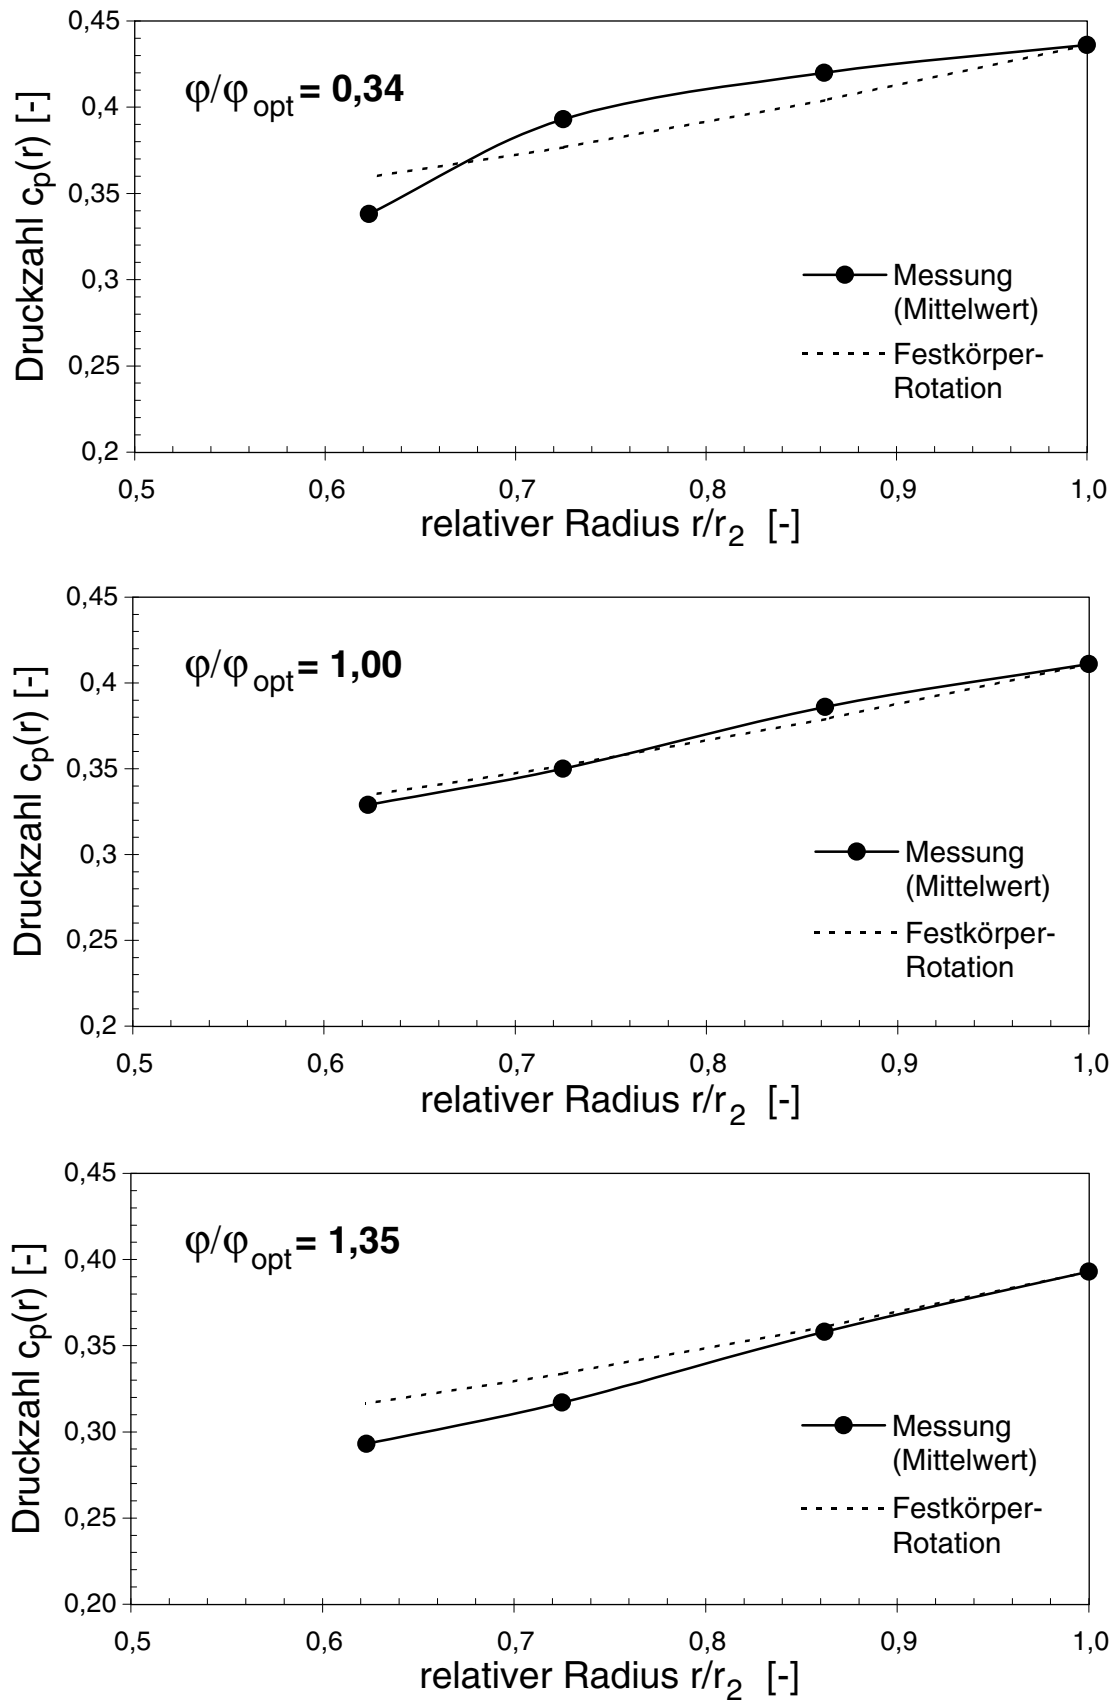 0,45
φ/φopt = 0,34
0,4
0,35
0,3
0,25
0,2
Druckzahl cp(r) [-]
Messung
(Mittelwert)
Festkörper-
Rotation
0,5 0,6 0,7 0,8 0,9 1,0
relativer Radius r/r2 [-]
0,45
φ/φopt = 1,00
0,4
0,35
0,3
0,25
0,2
Druckzahl cp(r) [-]
Messung
(Mittelwert)
Festkörper-
Rotation
0,5 0,6 0,7 0,8 0,9 1,0
relativer Radius r/r2 [-]
0,45
φ/φopt = 1,35
0,40
0,35
0,30
0,25
0,20
Druckzahl cp(r) [-]
Messung
(Mittelwert)
Festkörper-
Rotation
0,5 0,6 0,7 0,8 0,9 1,0
relativer Radius r/r2 [-]